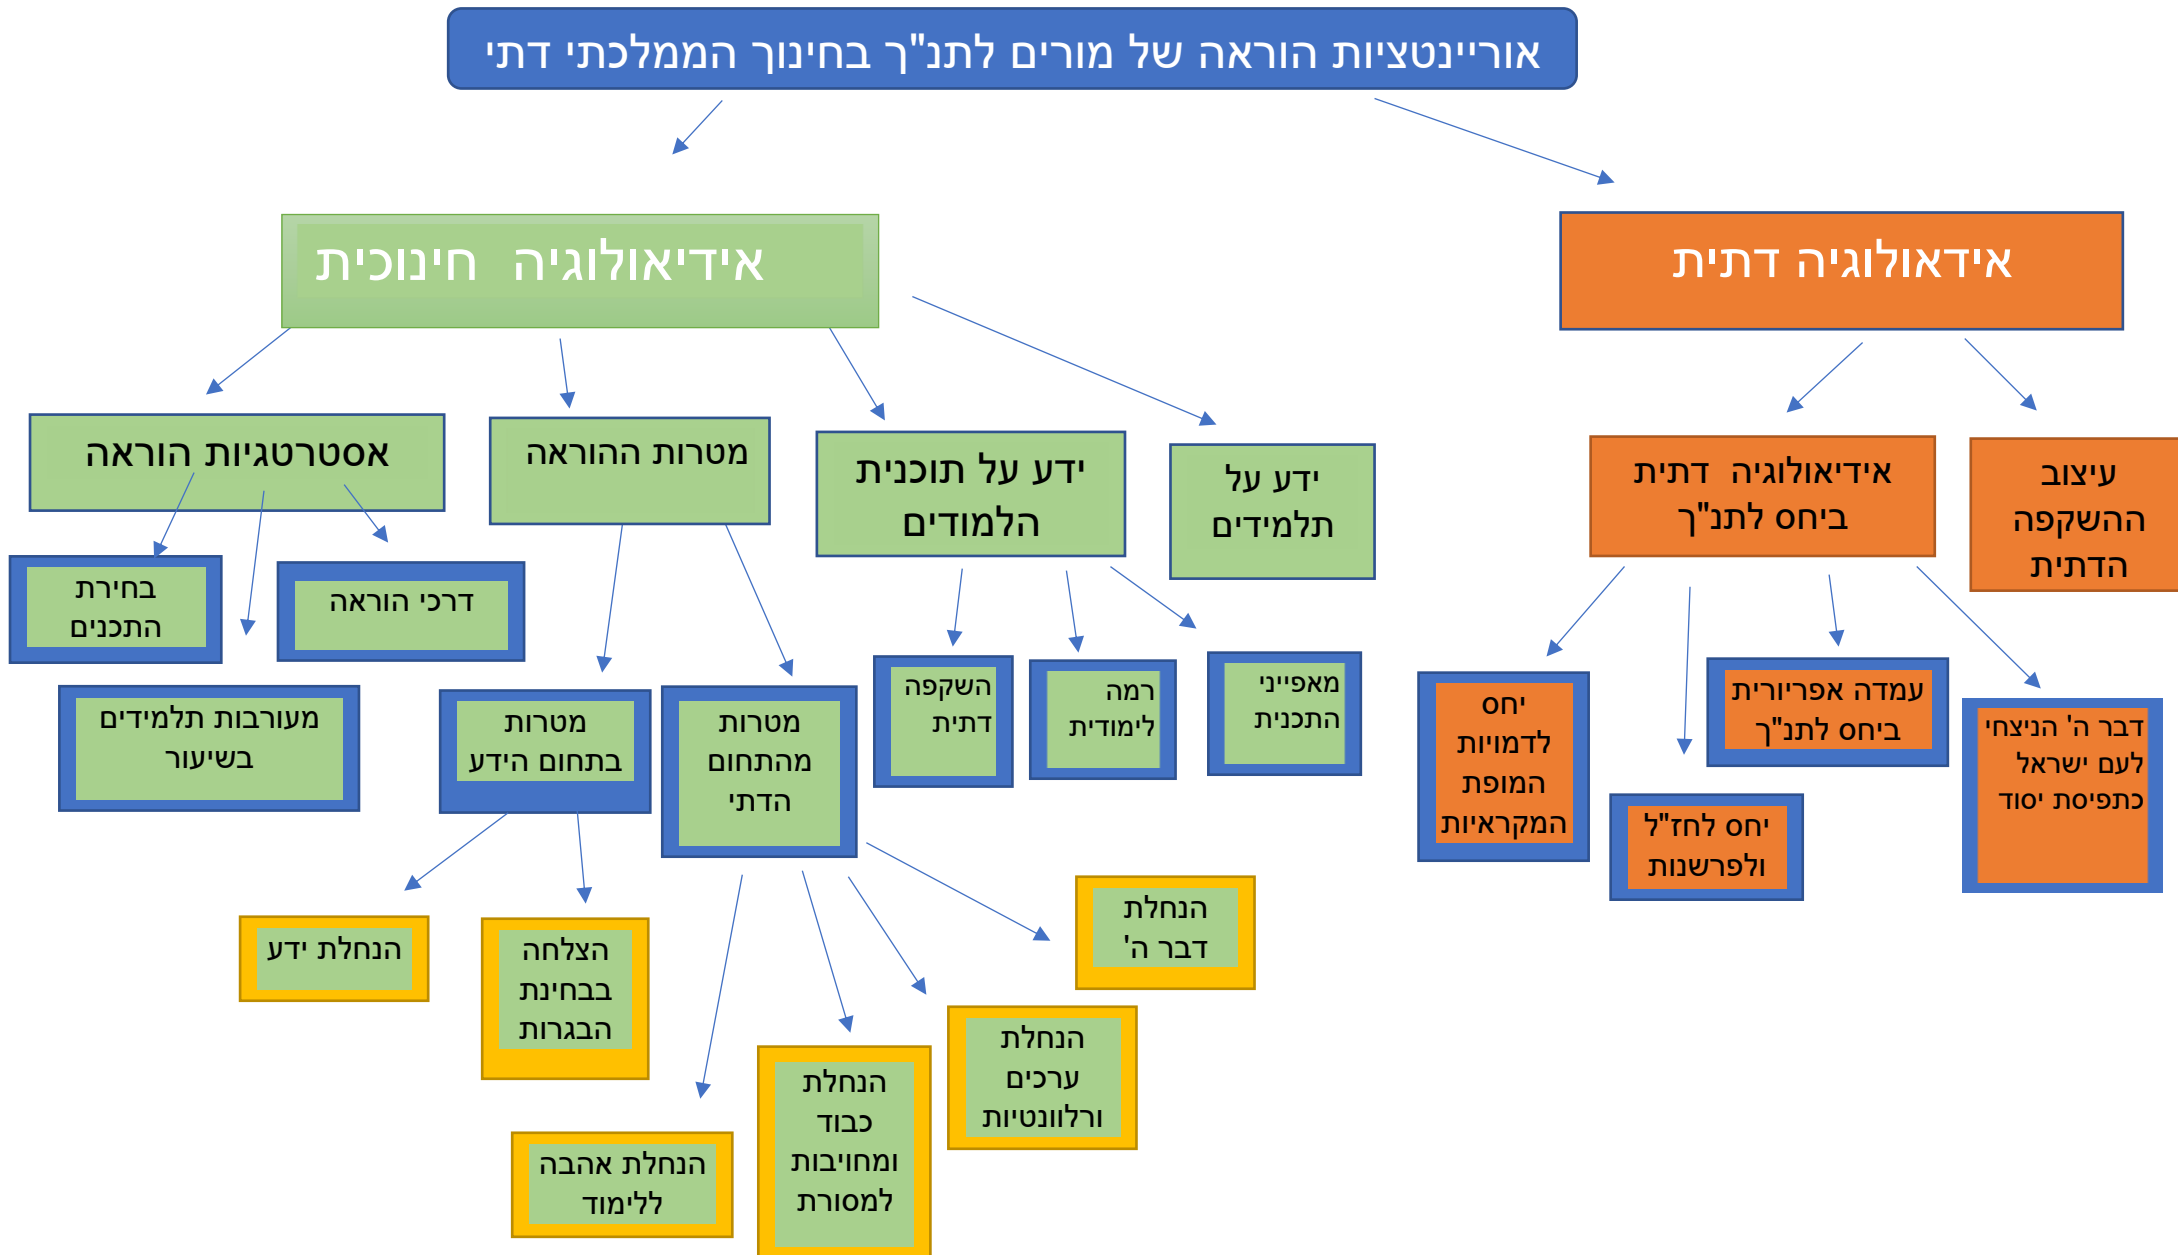 אוריינטציות הוראה של מורים לתנ"ך בחינוך הממלכתי דתי
אידאולוגיה דתית
אידיאולוגיה חינוכית
עיצוב
ההשקפה
הדתית
אידיאולוגיה דתית
ביחס לתנ"ך
ידע על
תלמידים
ידע על תוכנית
הלמודים
מטרות ההוראה
אסטרטגיות הוראה
דבר ה' הניצחי
לעם ישראל
כתפיסת יסוד
עמדה אפריורית
ביחס לתנ"ך
יחס לחז"ל
ולפרשנות
יחס
לדמויות
המופת
המקראיות
מאפייני
התכנית
רמה
לימודית
השקפה
דתית
מטרות
מהתחום
הדתי
מטרות
בתחום הידע
דרכי הוראה
מעורבות תלמידים
בשיעור
בחירת
התכנים
הנחלת
דבר ה'
הנחלת
ערכים
ורלוונטיות
הנחלת
כבוד
ומחויבות
למסורת
הנחלת אהבה
ללימוד
הצלחה
בבחינת
הבגרות
הנחלת ידע